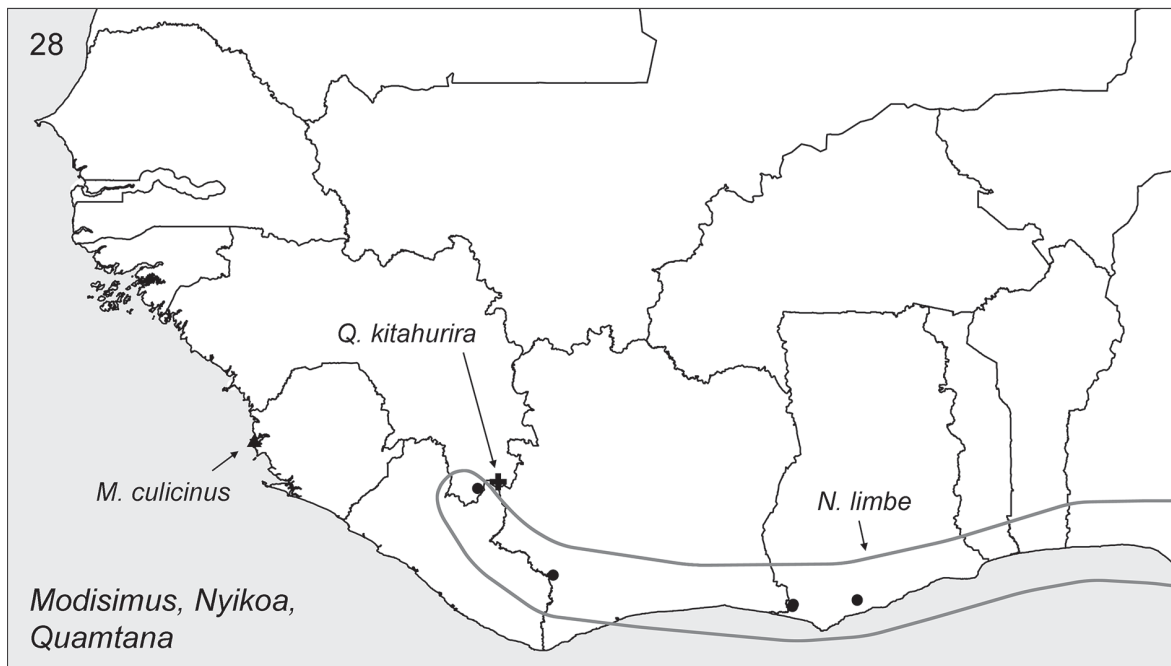 28
Q. kitahurira
M. culicinus
N. limbe
Modisimus, Nyikoa,
Quamtana